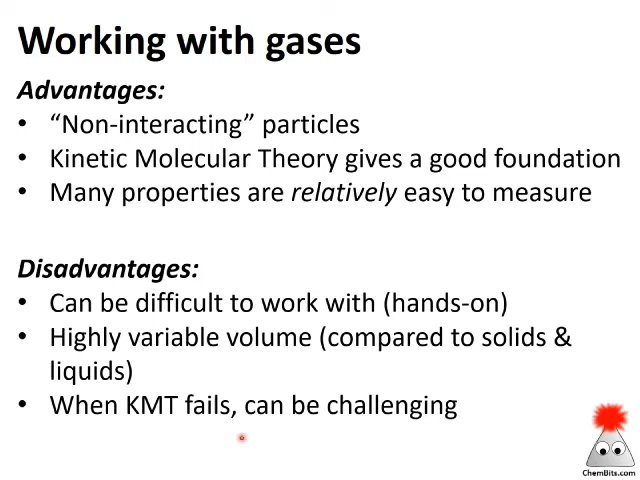 Working with gases
Advantages:
• “Non-interacting” particles
• Kinetic Molecular Theory gives a good foundation
• Many properties are relatively easy to measure
Disadvantages:
• Can be difficult to work with (hands-on)
• Highly variable volume (compared to solids &
liquids)
• When KMT fails, can be challenging
ChemBits.com